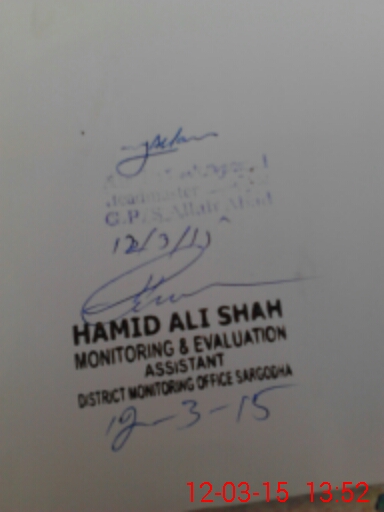 Headmaster
G.P.S. Allah Abad
12/3/15
HAMID ALI SHAH
MONITORING & EVALUATION
ASSISTANT
DISTRICT MONITORING OFFICE SARGODHA
12-3-15
12-03-15 13:52